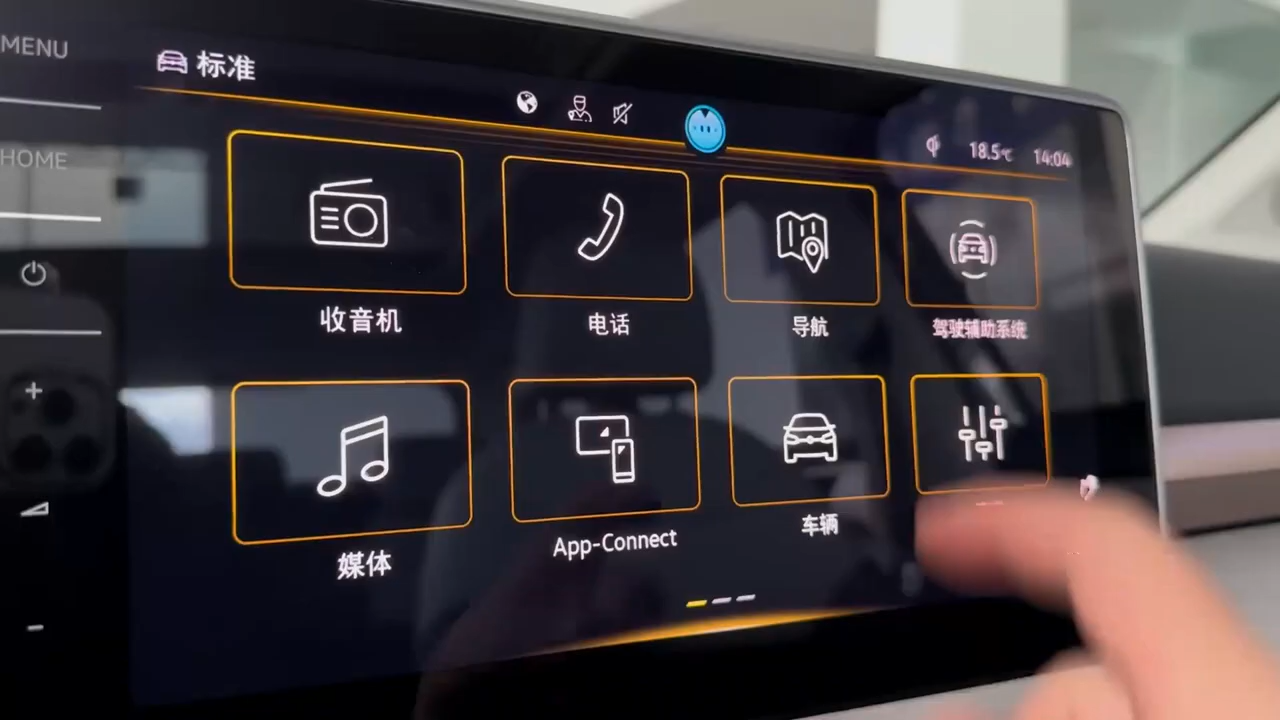 MENU
标准
HOME
18.5℃ 14:04
收音机
电话
导航
驾驶辅助系统
媒体
App-Connect
车辆